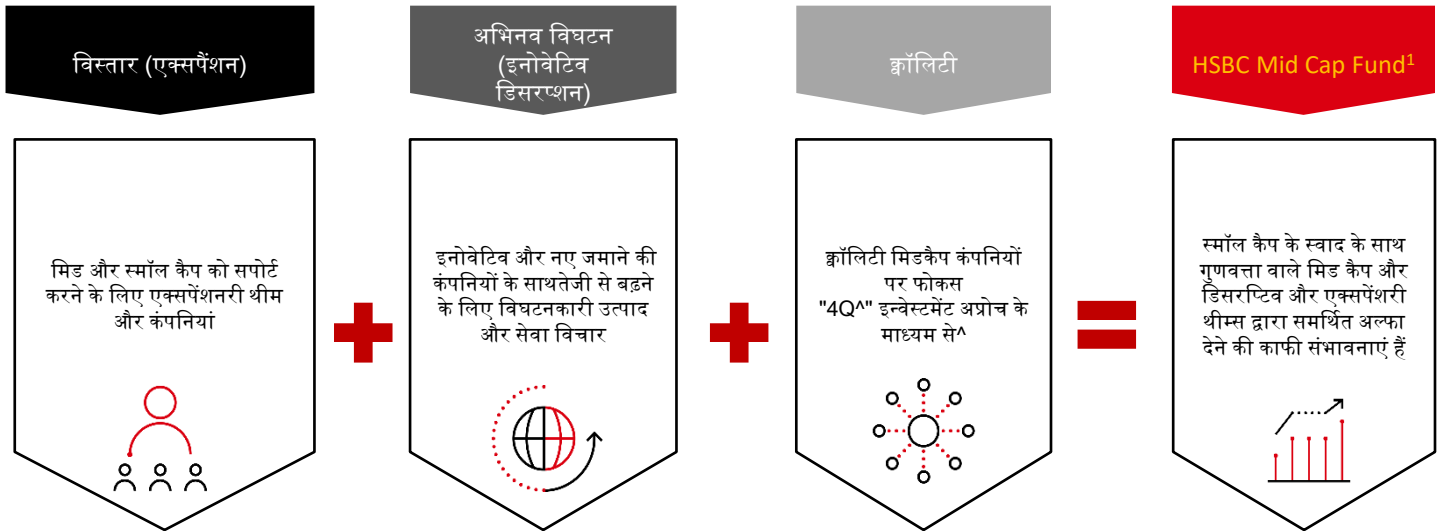 विस्तार (एक्सपैंशन)
अभिनव विघटन
(इनोवेटिव
डिसरप्शन)
क्वॉलिटी
HSBC Mid Cap Fund¹
मिड और स्मॉल कैप को सपोर्ट
करने के लिए एक्सपेंशनरी थीम
और कंपनियां
इनोवेटिव और नए जमाने की
कंपनियों के साथतेजी से बढ़ने
के लिए विघटनकारी उत्पाद
और सेवा विचार
क्वॉलिटी मिडकैप कंपनियों
पर फोकस
"4Q^" इन्वेस्टमेंट अप्रोच के
माध्यम से^
स्मॉल कैप के स्वाद के साथ
गुणवत्ता वाले मिड कैप और
डिसरप्टिव और एक्सपेंशरी
थीम्स द्वारा समर्थित अल्फा
देने की काफी संभावनाएं हैं